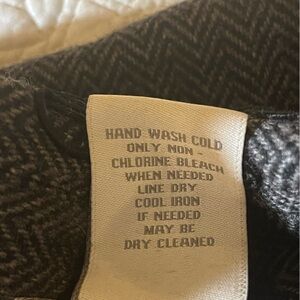 HAND WASH COLD
ONLY NON -
CHLORINE BLEACH
WHEN NEEDED
LINE DRY
COOL IRON
IF NEEDED
MAY BE
DRY CLEANED